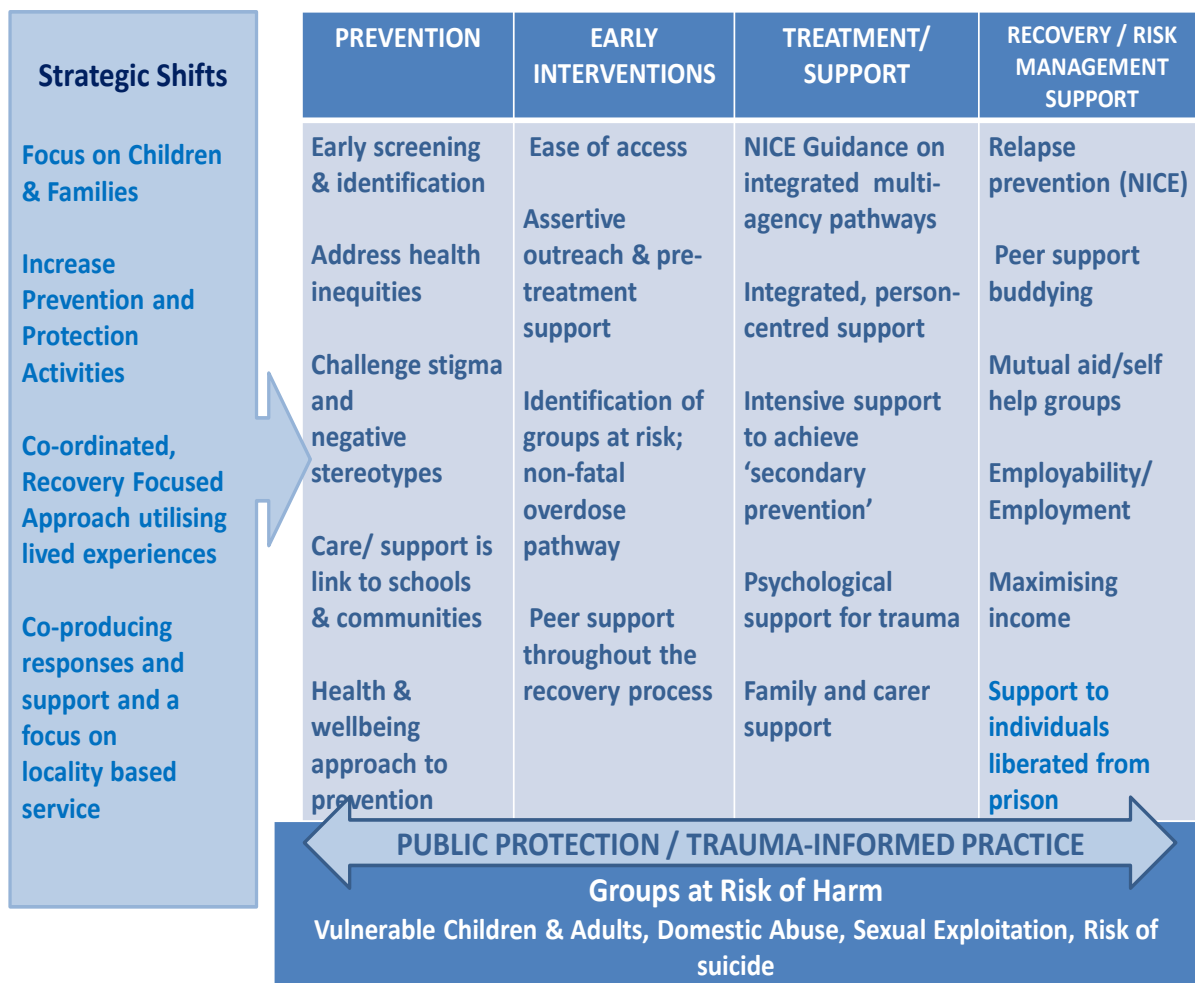 Strategic Shifts
Focus on Children
& Families
Increase
Prevention and
Protection
Activities
Co-ordinated,
Recovery Focused
Approach utilising
lived experiences
Co-producing
responses and
support and a
focus on
locality based
service
PREVENTION
Early screening
& identification
Address health
inequities
Challenge stigma
and
negative
stereotypes
Care/ support is
link to schools
& communities
Health &
wellbeing
approach to
prevention
EARLY
INTERVENTIONS
Ease of access
Assertive
outreach & pre-
treatment
support
Identification of
groups at risk;
non-fatal
overdose
pathway
Peer support
throughout the
recovery process
TREATMENT/
SUPPORT
NICE Guidance on
integrated multi-
agency pathways
Integrated, person-
centred support
Intensive support
to achieve
‘secondary
prevention’
Psychological
support for trauma
Family and carer
support
RECOVERY / RISK
MANAGEMENT
SUPPORT
Relapse
prevention (NICE)
Peer support
buddying
Mutual aid/self
help groups
Employability/
Employment
Maximising
income
Support to
individuals
liberated from
prison
PUBLIC PROTECTION / TRAUMA-INFORMED PRACTICE
Groups at Risk of Harm
Vulnerable Children & Adults, Domestic Abuse, Sexual Exploitation, Risk of
suicide